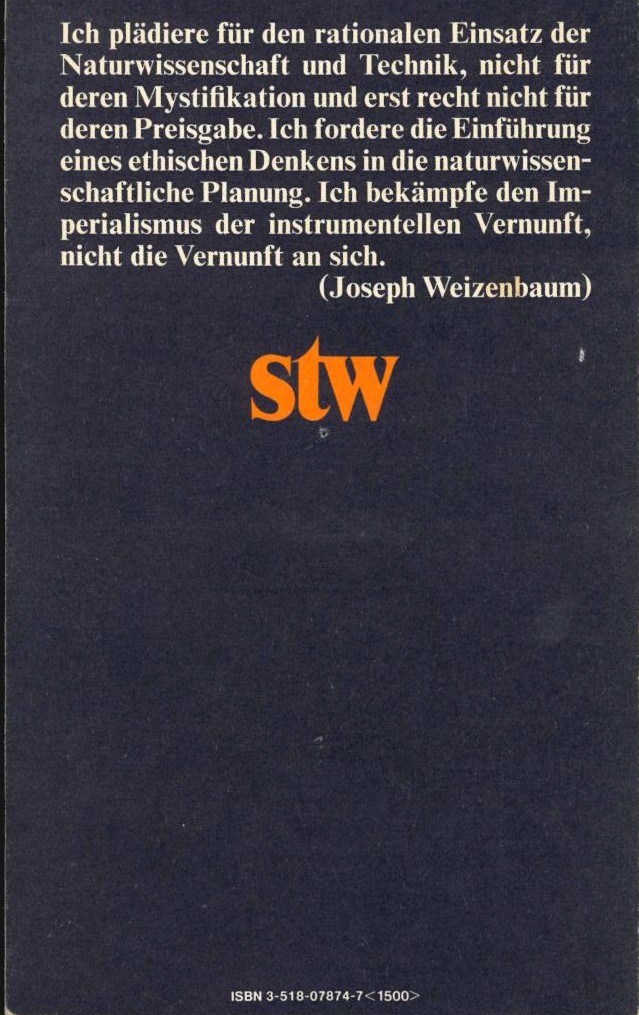 Ich plädiere für den rationalen Einsatz der
Naturwissenschaft und Technik, nicht für
deren Mystifikation und erst recht nicht für
deren Preisgabe. Ich fordere die Einführung
eines ethischen Denkens in die naturwissen-
schaftliche Planung. Ich bekämpfe den Im-
perialismus der instrumentellen Vernunft,
nicht die Vernunft an sich.
(Joseph Weizenbaum)
stw
ISBN 3-518-07874-7<1500>